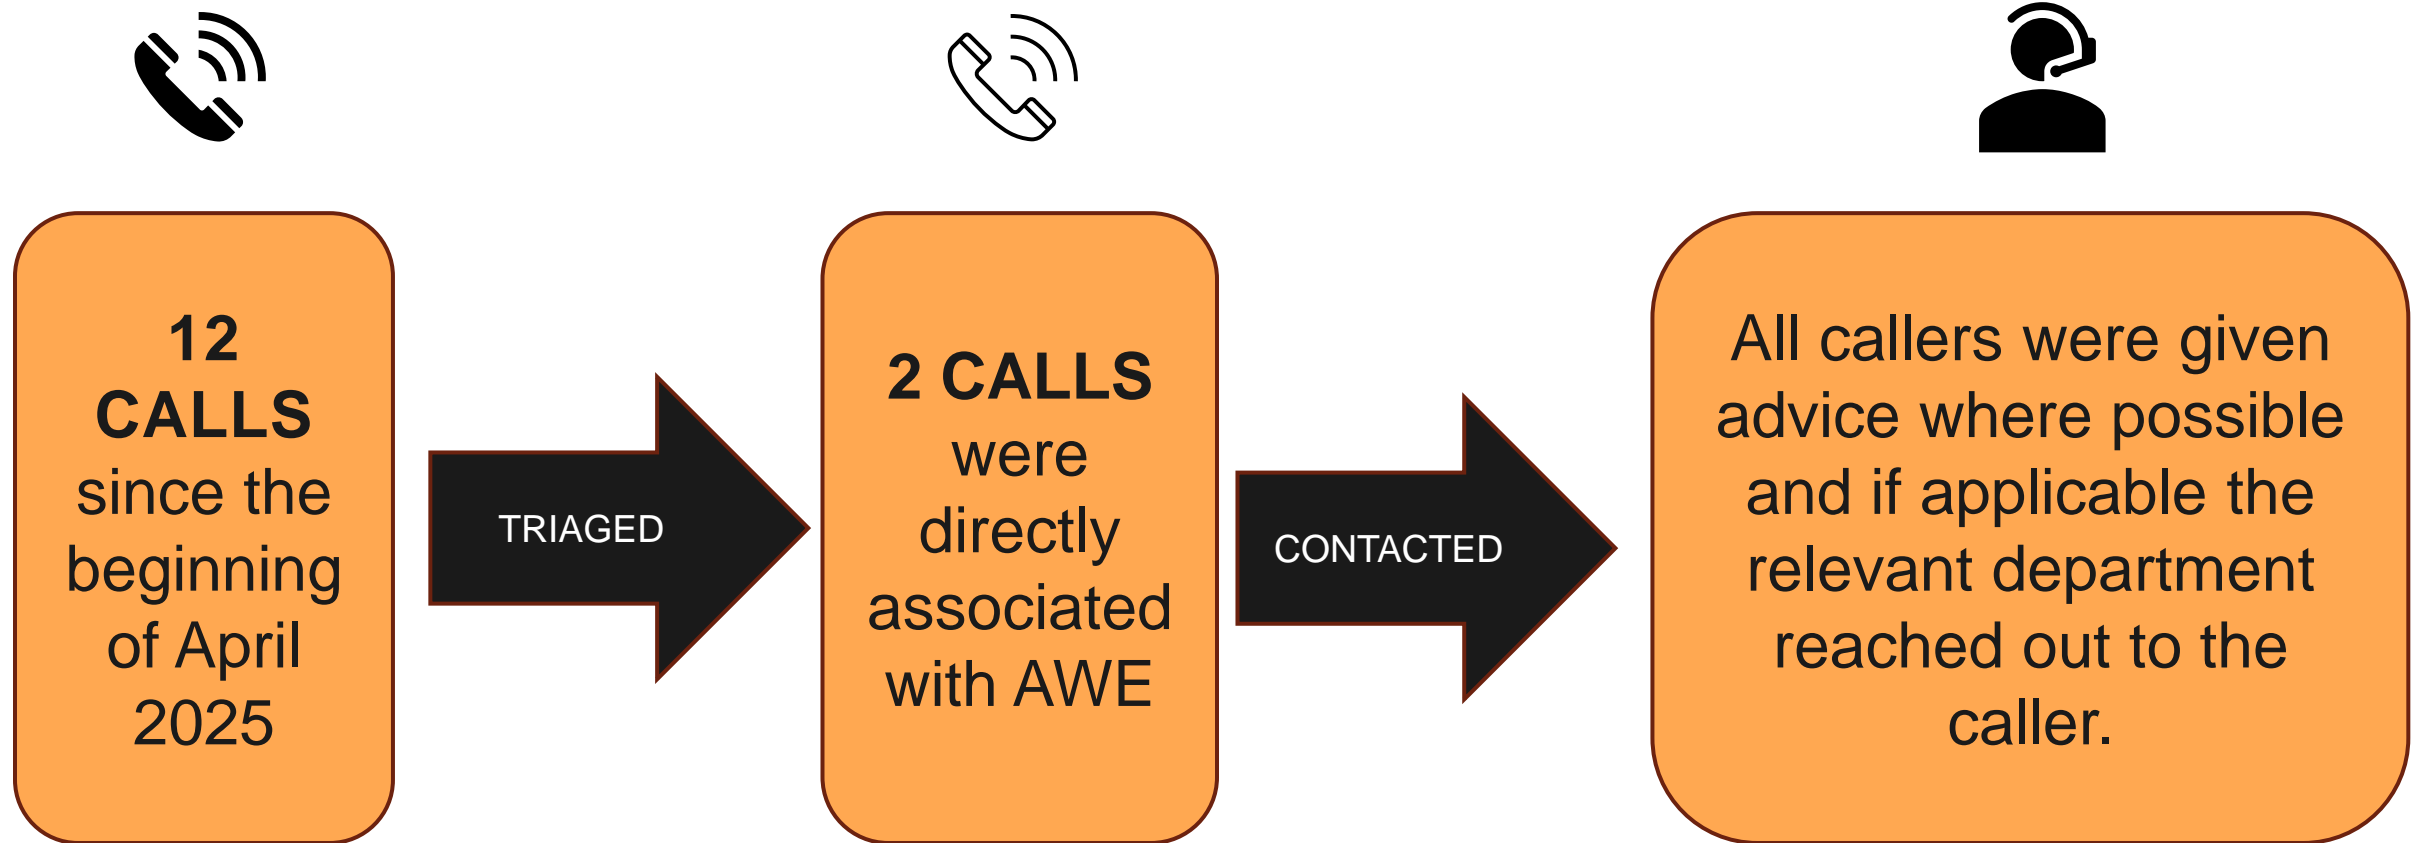 12
CALLS
since the
beginning
of April
2025
TRIAGED
2 CALLS
were
directly
associated
with AWE
CONTACTED
All callers were given
advice where possible
and if applicable the
relevant department
reached out to the
caller.